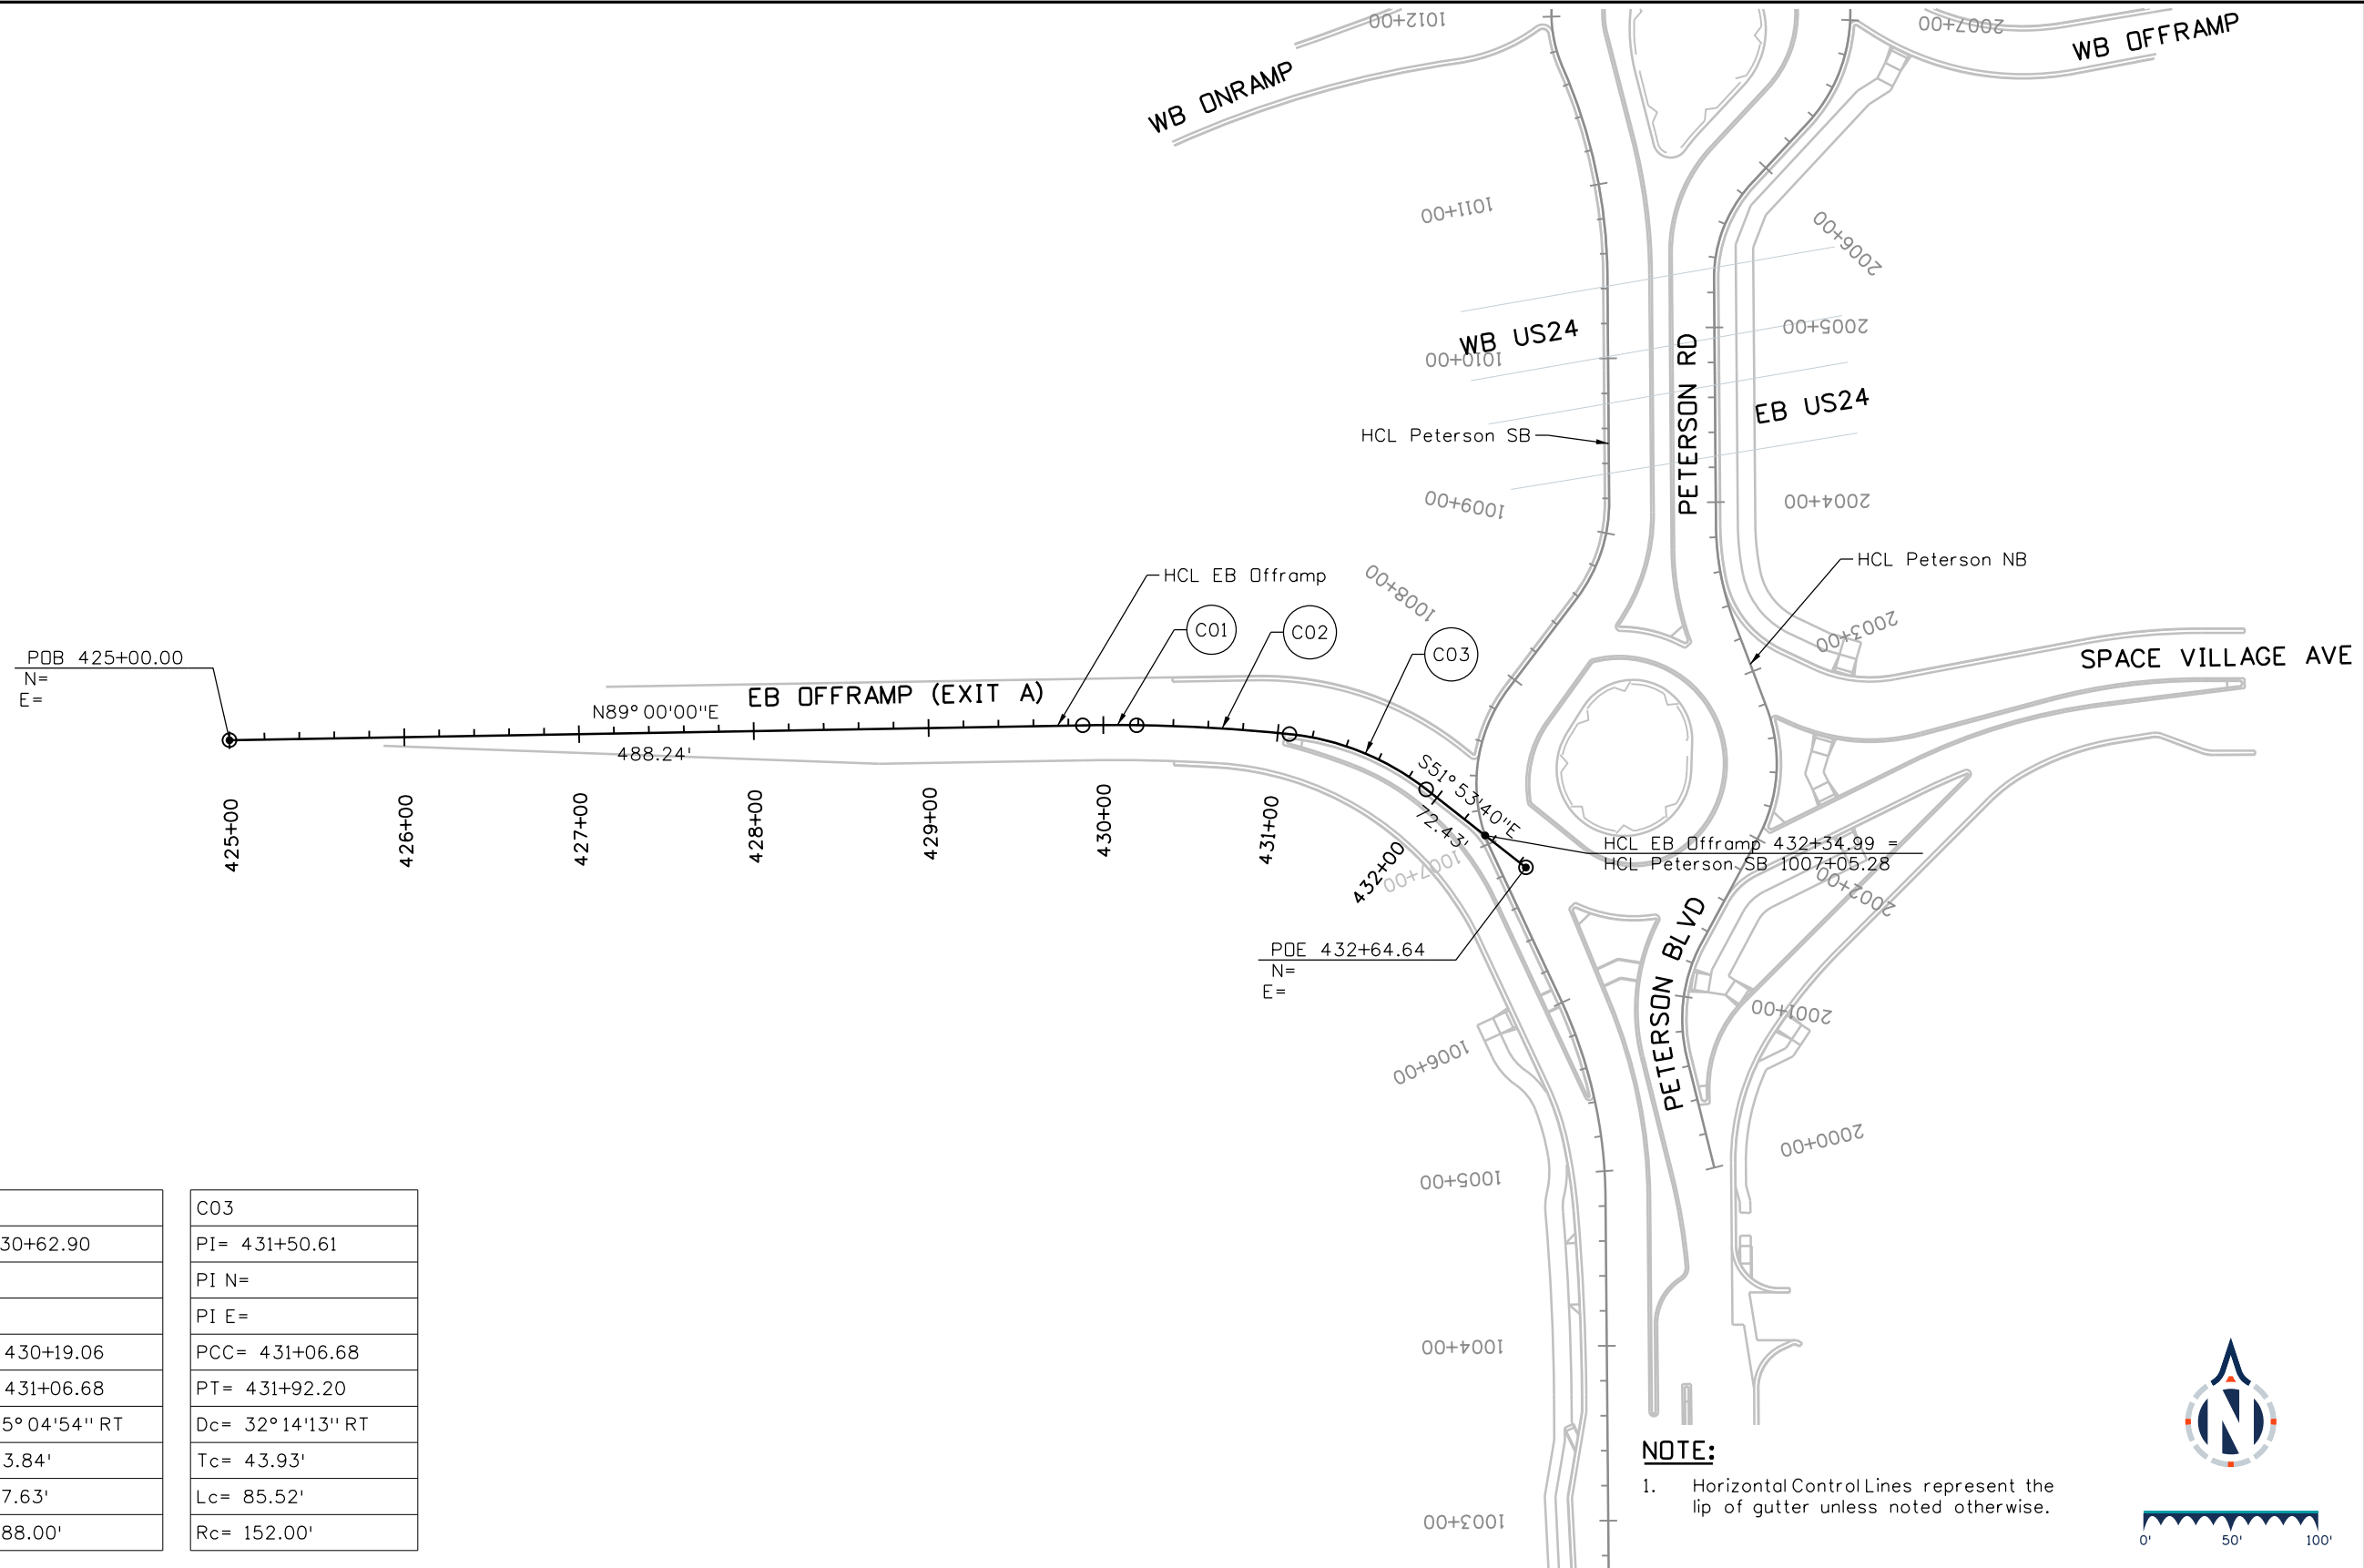 1012+00
2007+00
WB OFFRAMP
WB ONRAMP
1011+00
2006+00
WB US24
1010+00
2005+00
PETERSON RD
EB US24
HCL Peterson SB
1009+00
2004+00
HCL EB Offramp
1008+00
HCL Peterson NB
C01
C02
C03
2003+00
SPACE VILLAGE AVE
POB 425+00.00
N=
E=
EB OFFRAMP (EXIT A)
N89°00'00"E
488.24'
S51°53'40"E
72.43'
425+00
426+00
427+00
428+00
429+00
430+00
431+00
432+00
1007+00
HCL EB Offramp 432+34.99 =
HCL Peterson SB 1007+05.28
2002+00
POE 432+64.64
N=
E=
PETERSON BLVD
2001+00
1006+00
2000+00
1005+00
1004+00
1003+00
30+62.90
430+19.06
431+06.68
5°04'54" RT
3.84'
7.63'
88.00'
C03
PI= 431+50.61
PI N=
PI E=
PCC= 431+06.68
PT= 431+92.20
Dc= 32°14'13" RT
Tc= 43.93'
Lc= 85.52'
Rc= 152.00'
NOTE:
1. Horizontal Control Lines represent the
lip of gutter unless noted otherwise.
N
0' 50' 100'